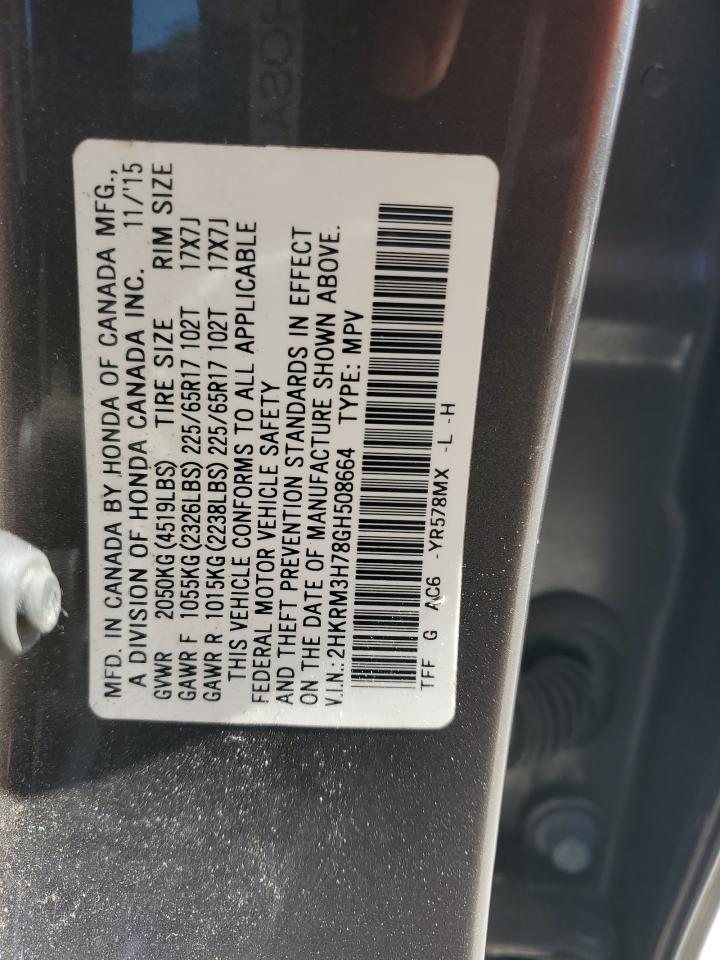 MFD. IN CANADA BY HONDA OF CANADA MFG.,
A DIVISION OF HONDA CANADA INC. 11/'15
GVWR 2050KG(4519LBS) TIRE SIZE RIM SIZE
GAWR F 1055KG(2326LBS) 225/65R17 102T 17X7J
GAWR R 1015KG(2238LBS) 225/65R17 102T 17X7J
THIS VEHICLE CONFORMS TO ALL APPLICABLE
FEDERAL MOTOR VEHICLE SAFETY
AND THEFT PREVENTION STANDARDS IN EFFECT
ON THE DATE OF MANUFACTURE SHOWN ABOVE.
V.I.N.: 2HKRM3H78GH508664 TYPE: MPV
TFF G AC6 -YR578MX -L -H